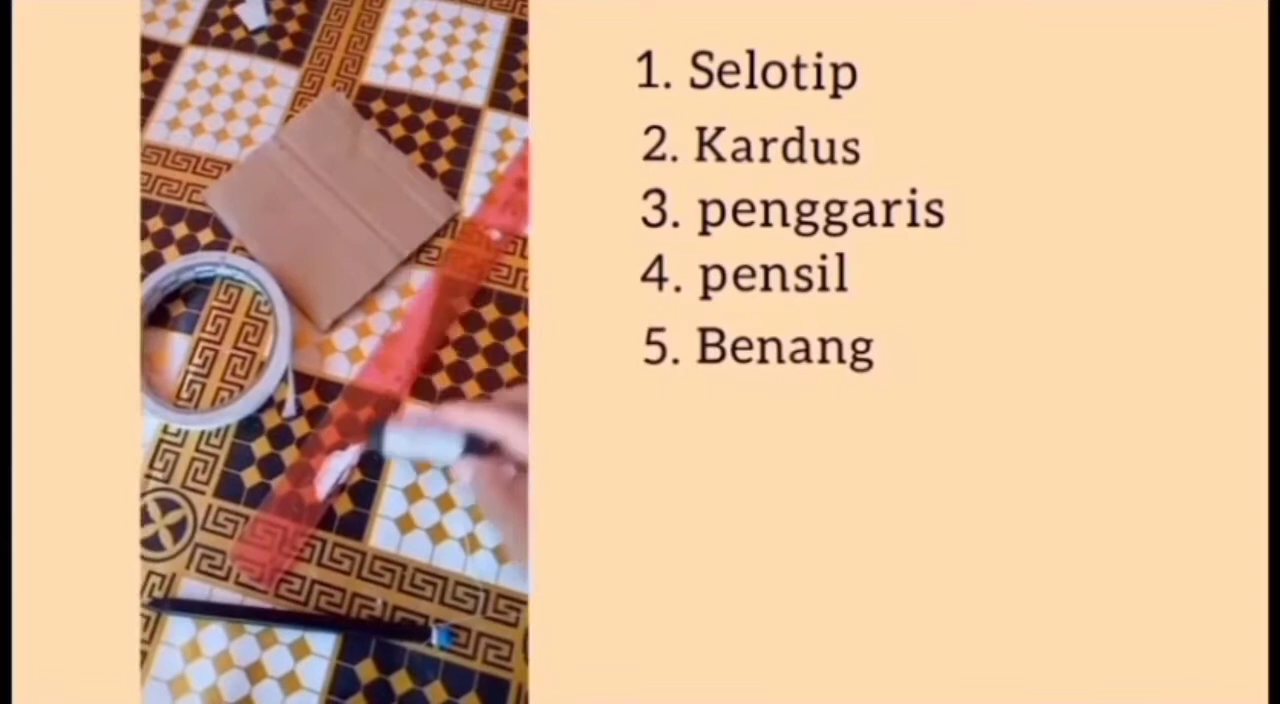 1. Selotip
2. Kardus
3. penggaris
4. pensil
5. Benang